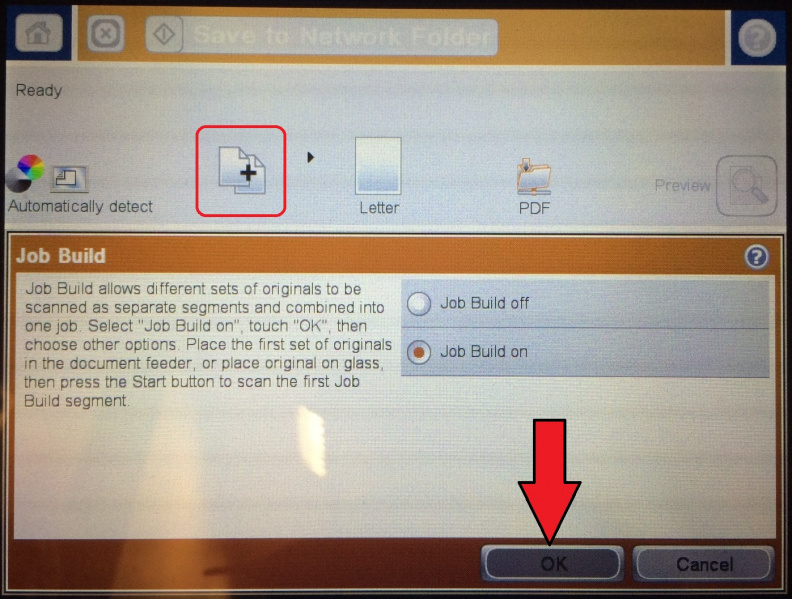 Save to Network Folder
?
Ready
Automatically detect
Letter
PDF
Preview
Job Build
?
Job Build allows different sets of originals to be
scanned as separate segments and combined into
one job. Select "Job Build on", touch "OK", then
choose other options. Place the first set of originals
in the document feeder, or place original on glass,
then press the Start button to scan the first Job
Build segment.
Job Build off
Job Build on
OK
Cancel